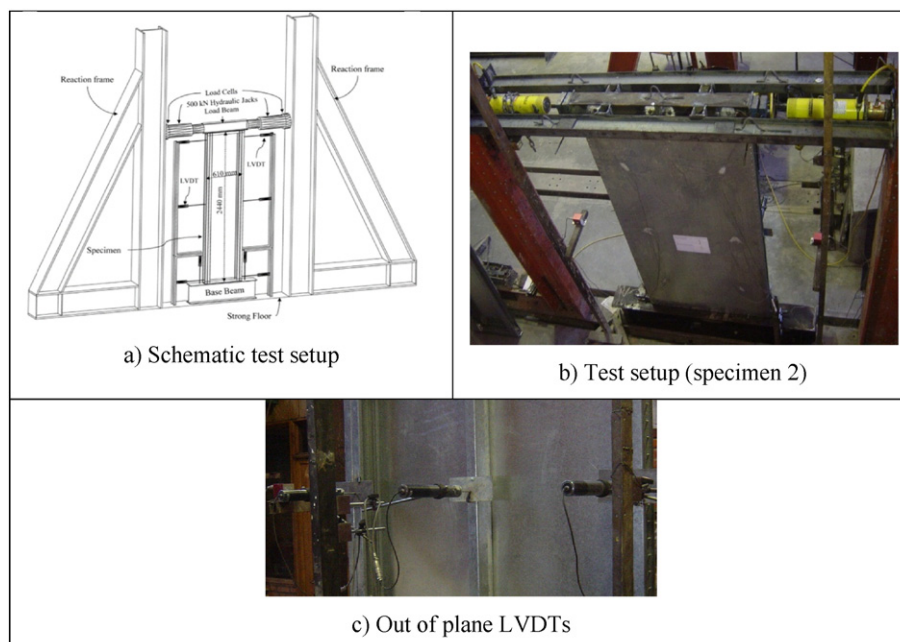 Reaction frame
Reaction frame
Load Cells
500 kN Hydraulic Jacks
Load Beam
LVDT
LVDT
610 mm
2440 mm
Specimen
Base Beam
Strong Floor
a) Schematic test setup
b) Test setup (specimen 2)
c) Out of plane LVDTs